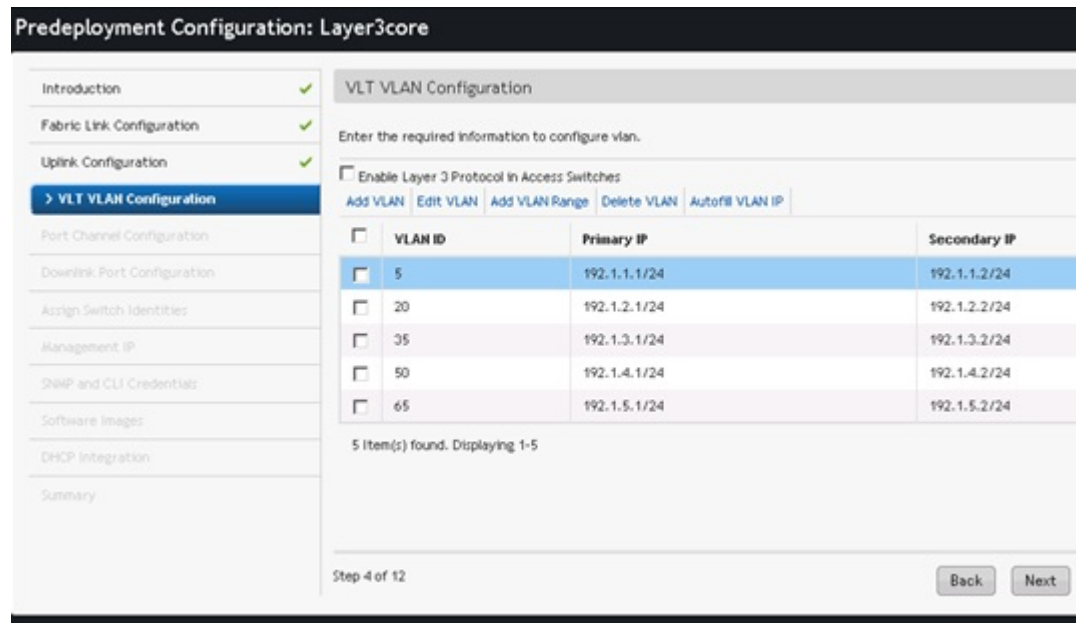 Predeployment Configuration: Layer3core
Introduction
Fabric Link Configuration
Uplink Configuration
> VLT VLAN Configuration
Port Channel Configuration
Downlink Port Configuration
Assign Switch Identities
Management IP
SNMP and CLI Credentials
Software Images
DHCP Integration
Summary
VLT VLAN Configuration
Enter the required information to configure vlan.
Enable Layer 3 Protocol in Access Switches
Add VLAN Edit VLAN Add VLAN Range Delete VLAN Autofill VLAN IP
VLAN ID Primary IP Secondary IP
5 192.1.1.1/24 192.1.1.2/24
20 192.1.2.1/24 192.1.2.2/24
35 192.1.3.1/24 192.1.3.2/24
50 192.1.4.1/24 192.1.4.2/24
65 192.1.5.1/24 192.1.5.2/24
5 Item(s) found. Displaying 1-5
Step 4 of 12
Back Next